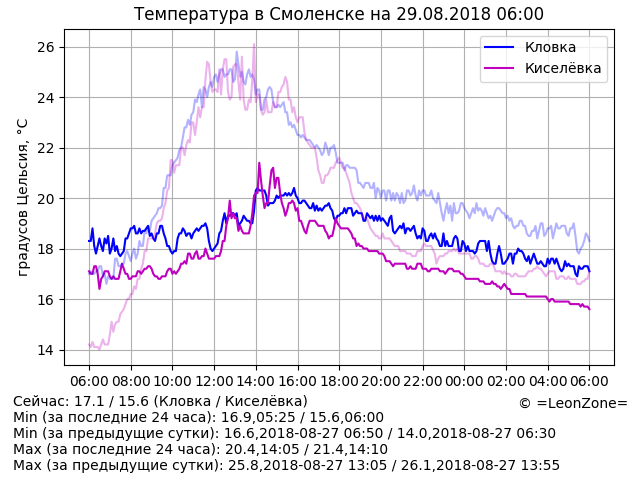 Температура в Смоленске на 29.08.2018 06:00
градусов Цельсия, °C
26
24
22
20
18
16
14
Кловка
Киселёвка
06:00 08:00 10:00 12:00 14:00 16:00 18:00 20:00 22:00 00:00 02:00 04:00 06:00
Сейчас: 17.1 / 15.6 (Кловка / Киселёвка)
© =LeonZone=
Min (за последние 24 часа): 16.9,05:25 / 15.6,06:00
Min (за предыдущие сутки): 16.6,2018-08-27 06:50 / 14.0,2018-08-27 06:30
Max (за последние 24 часа): 20.4,14:05 / 21.4,14:10
Max (за предыдущие сутки): 25.8,2018-08-27 13:05 / 26.1,2018-08-27 13:55